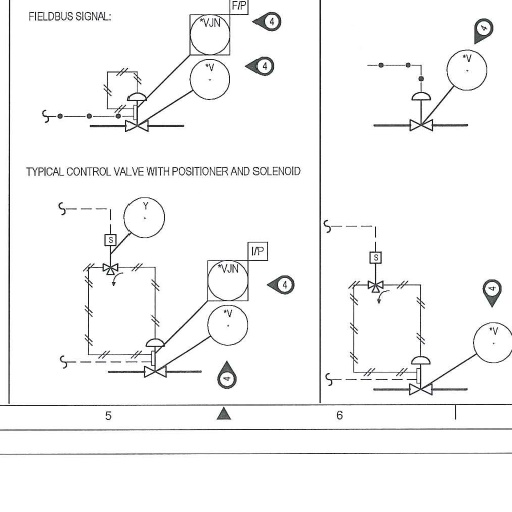 F/P
FIELDBUS SIGNAL:
*VJN
4
4
*V
4
*V
TYPICAL CONTROL VALVE WITH POSITIONER AND SOLENOID
Y
S
I/P
*VJN
4
*V
4
S
4
*V
5
6